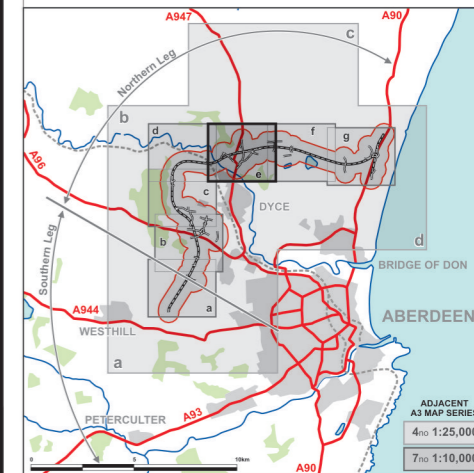 A947
A90
Northern Leg
c
b
d
f
g
A96
e
c
DYCE
b
d
Southern Leg
BRIDGE OF DON
A944
a
ABERDEEN
WESTHILL
a
ADJACENT
A3 MAP SERIES
PETERCULTER
A93
4no 1:25,000
7no 1:10,000
0 5 10km
A90